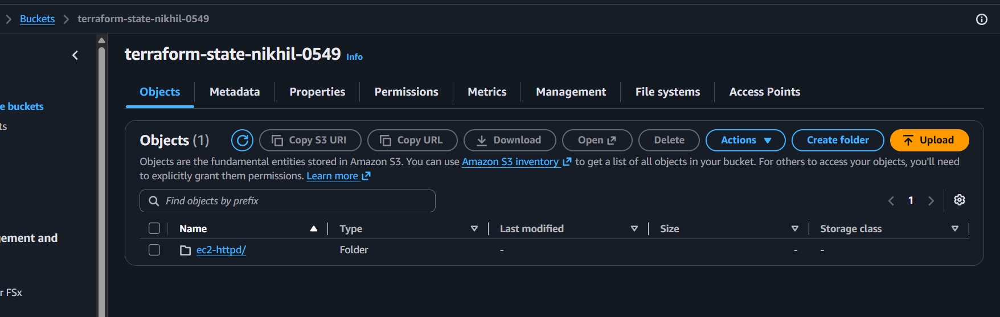 Buckets terraform-state-nikhil-0549
terraform-state-nikhil-0549 Info
Objects Metadata Properties Permissions Metrics Management File systems Access Points
e buckets
ts
Objects (1) Copy S3 URI Copy URL Download Open Delete Actions Create folder Upload
Objects are the fundamental entities stored in Amazon S3. You can use Amazon S3 inventory to get a list of all objects in your bucket. For others to access your objects, you'll need
to explicitly grant them permissions. Learn more
Find objects by prefix
1
Name Type Last modified Size Storage class
gement and
ec2-httpd/ Folder - - -
r FSx